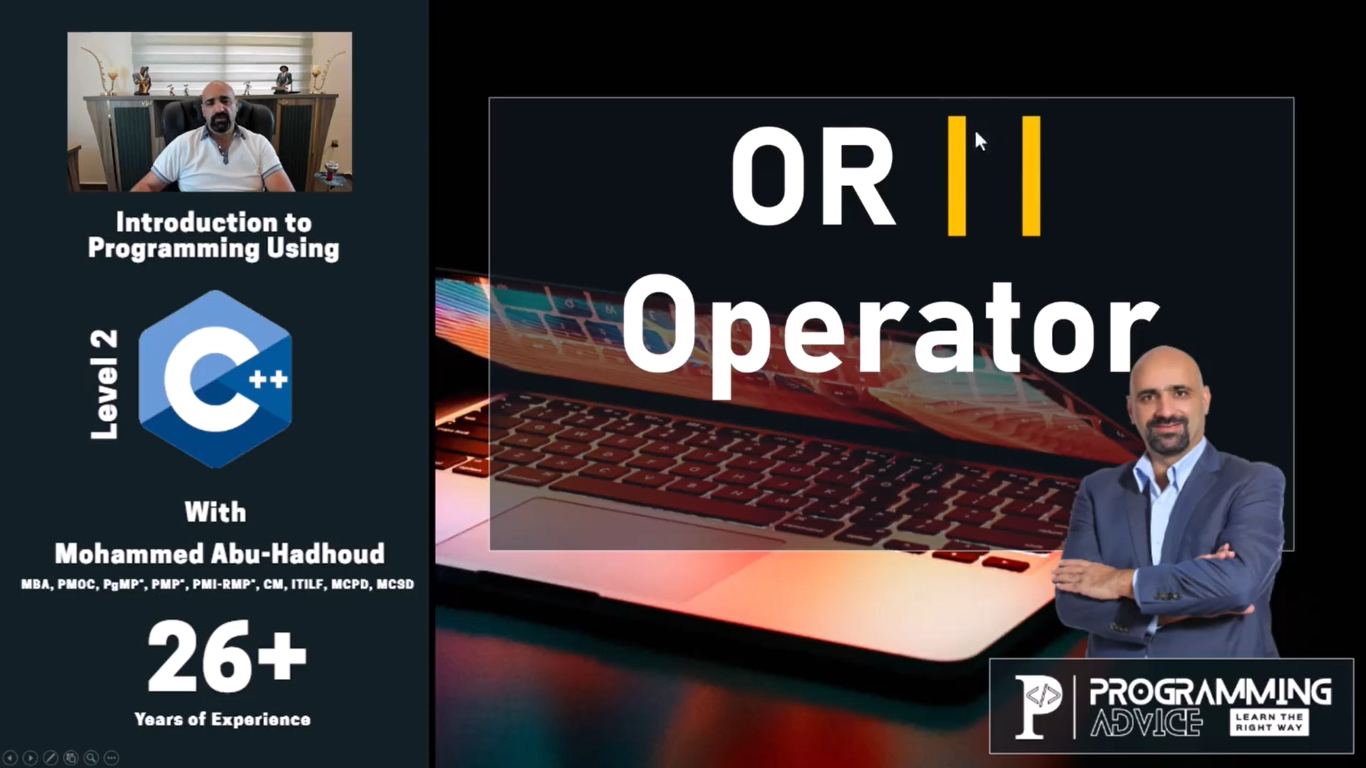 Introduction to
Programming Using
Level 2
C++
With
Mohammed Abu-Hadhoud
MBA, PMOC, PgMP®, PMP®, PMI-RMP®, CM, ITILF, MCPD, MCSD
26+
Years of Experience
OR ||
Operator
P </>
PROGRAMMING
ADVICE
LEARN THE
RIGHT WAY